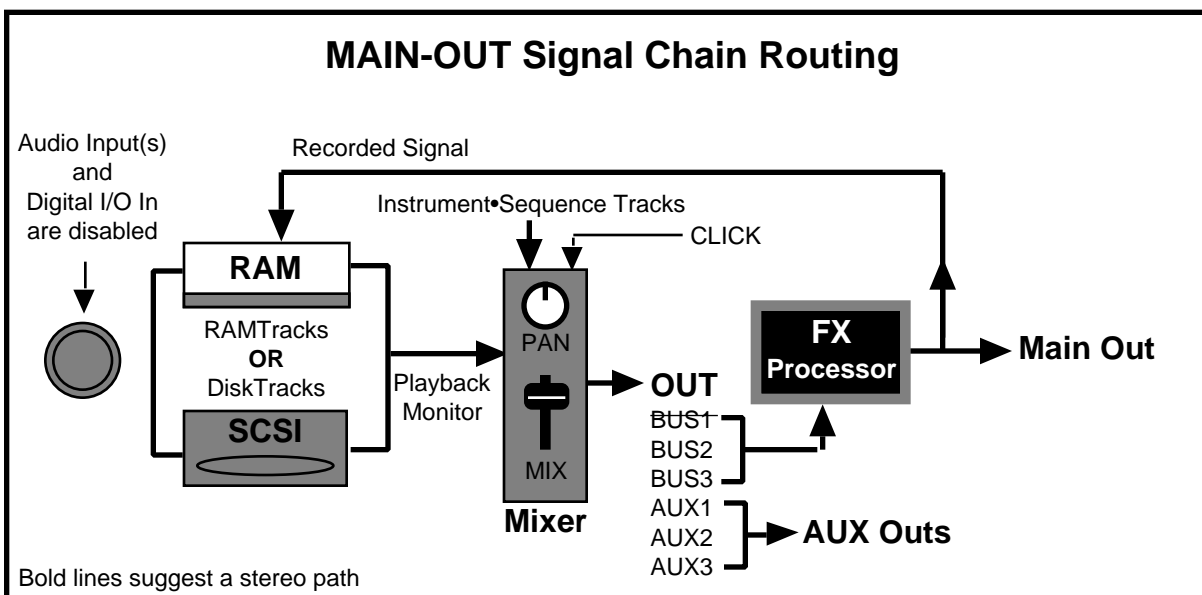 MAIN-OUT Signal Chain Routing
Audio Input(s)
and
Digital I/O In
are disabled
Recorded Signal
Instrument•Sequence Tracks
CLICK
RAM
RAMTracks
OR
DiskTracks
SCSI
Playback
Monitor
PAN
MIX
Mixer
OUT
BUS1
BUS2
BUS3
AUX1
AUX2
AUX3
FX
Processor
Main Out
AUX Outs
Bold lines suggest a stereo path